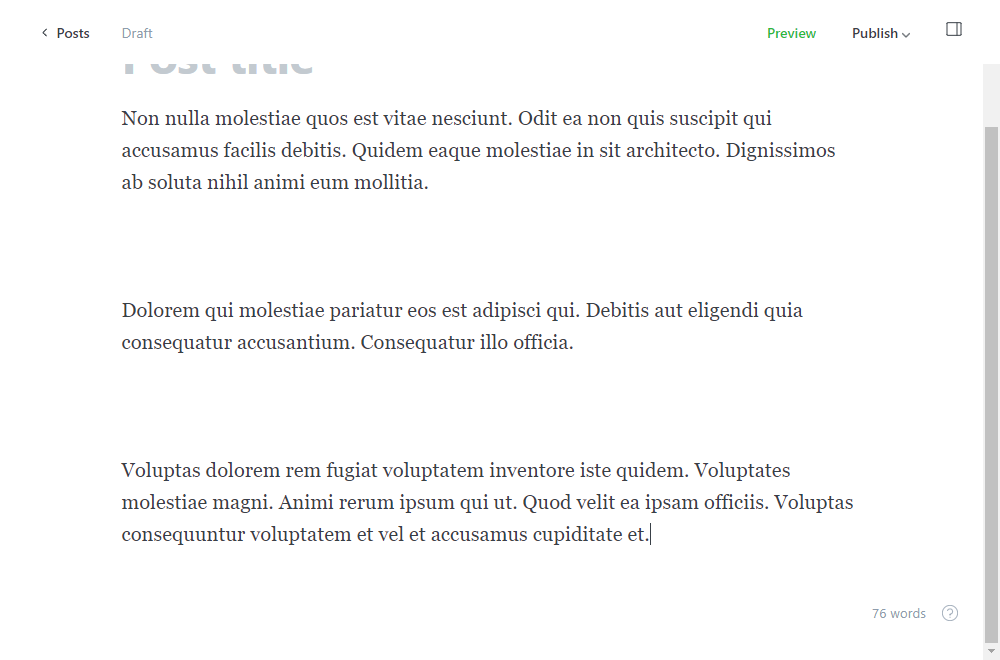 Posts Draft Preview Publish
Post title
Non nulla molestiae quos est vitae nesciunt. Odit ea non quis suscipit qui
accusamus facilis debitis. Quidem eaque molestiae in sit architecto. Dignissimos
ab soluta nihil animi eum mollitia.
Dolorem qui molestiae pariatur eos est adipisci qui. Debitis aut eligendi quia
consequatur accusantium. Consequatur illo officia.
Voluptas dolorem rem fugiat voluptatem inventore iste quidem. Voluptates
molestiae magni. Animi rerum ipsum qui ut. Quod velit ea ipsam officiis. Voluptas
consequuntur voluptatem et vel et accusamus cupiditate et.
76 words ?